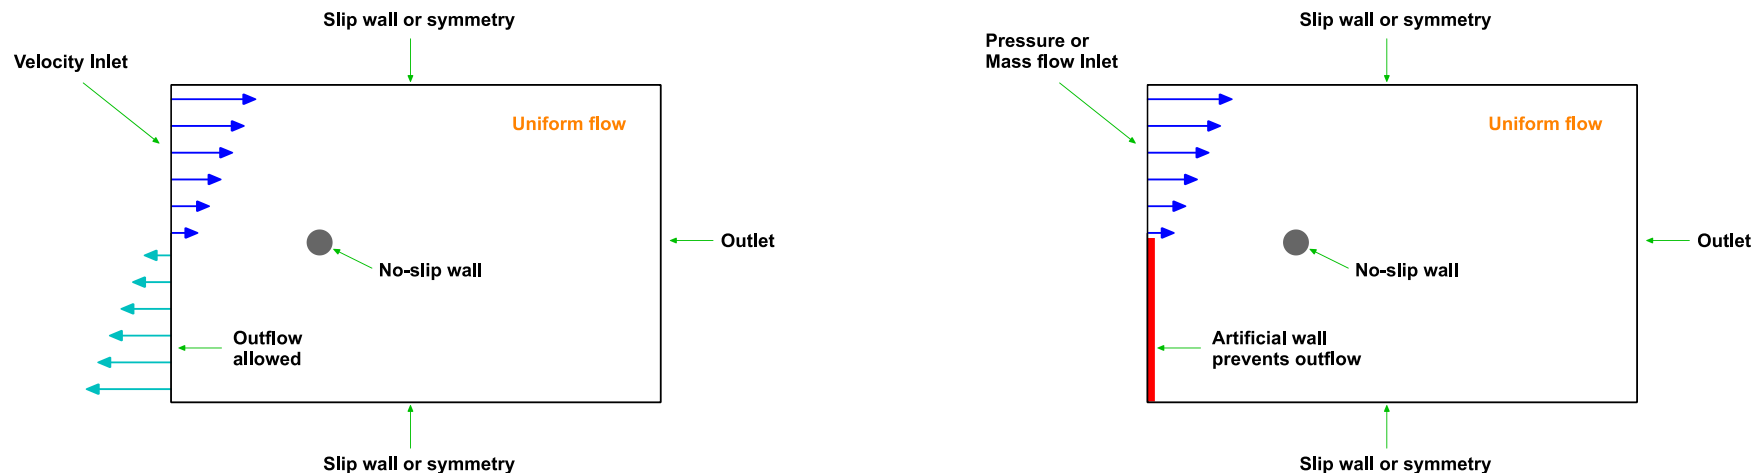 Slip wall or symmetry
Velocity Inlet
Uniform flow
Outlet
No-slip wall
Outflow
allowed
Slip wall or symmetry
Slip wall or symmetry
Pressure or
Mass flow Inlet
Uniform flow
Outlet
No-slip wall
Artificial wall
prevents outflow
Slip wall or symmetry